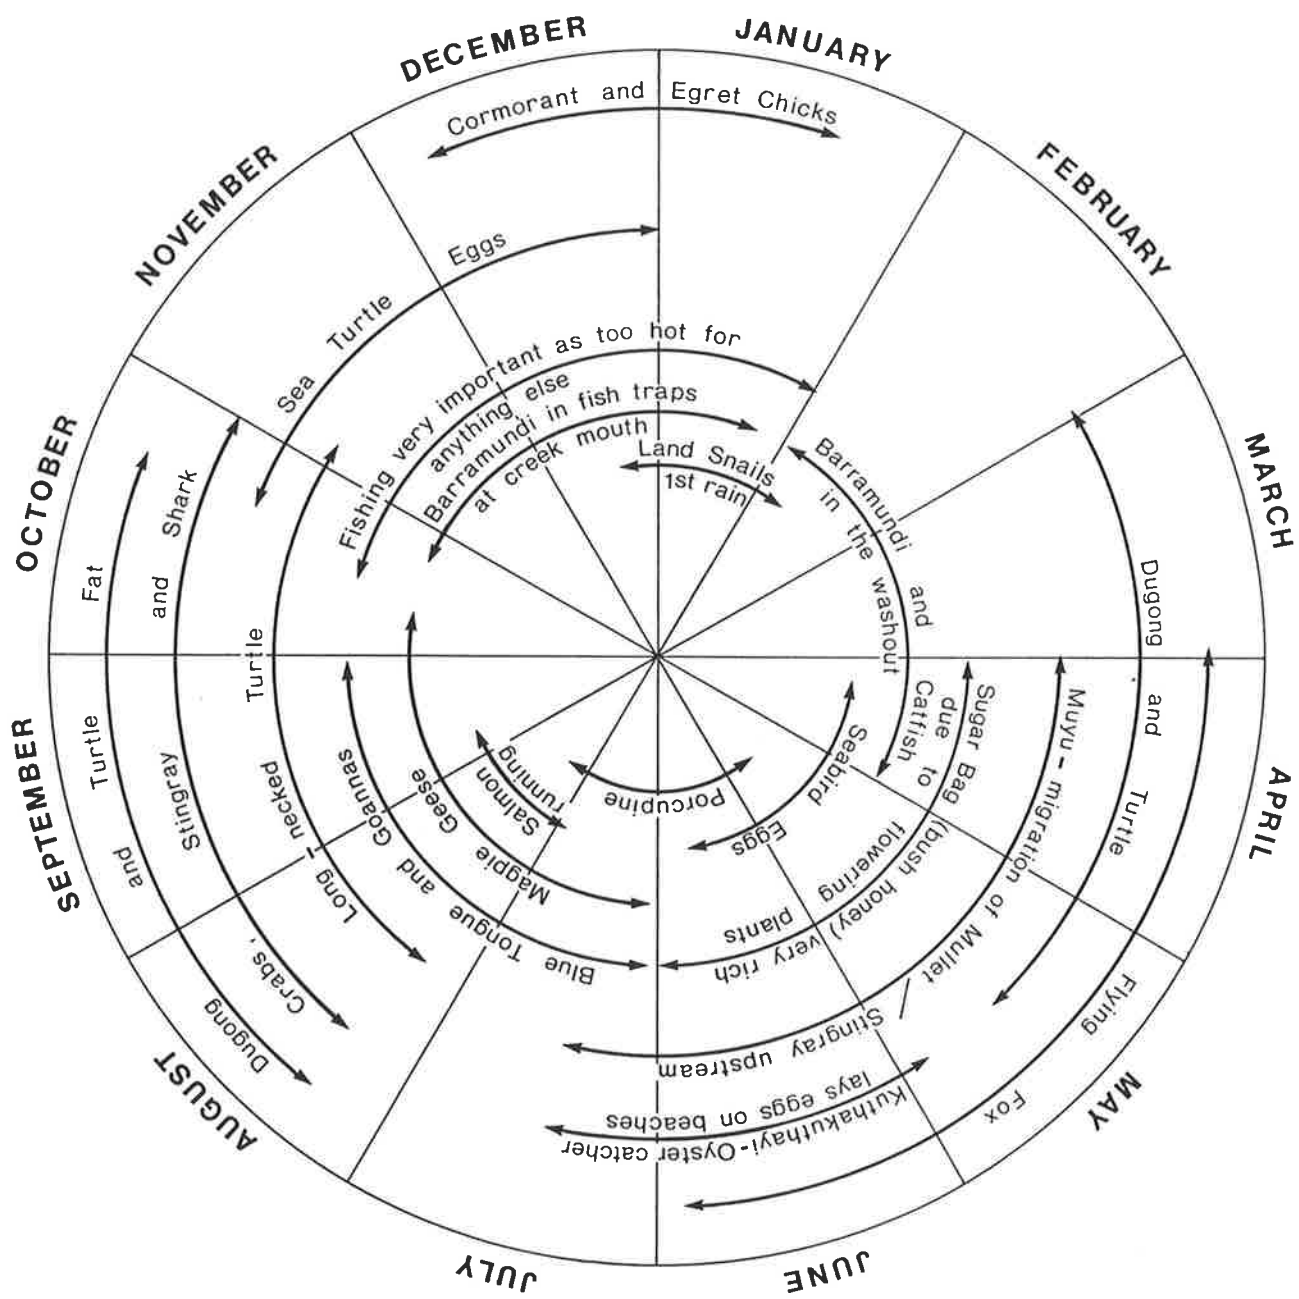 JANUARY
FEBRUARY
MARCH
APRIL
MAY
JUNE
JULY
AUGUST
SEPTEMBER
OCTOBER
NOVEMBER
DECEMBER
Cormorant and Egret Chicks
Sea Turtle Eggs
Fishing very important as too hot for
anything else
Barramundi in fish traps
at creek mouth
Land Snails
1st rain
Barramundi and Catfish
in the washout
Dugong and Turtle
Flying Fox
Muyu - migration of Mullet / Stingray upstream
Sugar Bag (bush honey) very rich
due to flowering plants
Seabird Eggs
Porcupine
Kuthakuthayi-Oyster catcher
lays eggs on beaches
Salmon
running
Magpie Geese
Blue Tongue and Goannas
Long-necked Turtle
Crabs, Stingray and Shark
Dugong and Turtle Fat